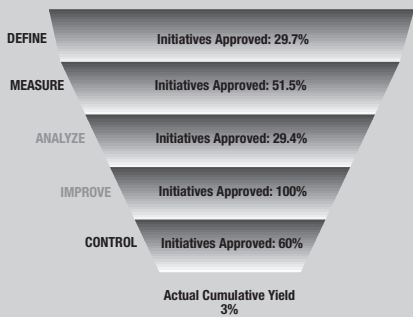 DEFINE Initiatives Approved: 29.7%
MEASURE Initiatives Approved: 51.5%
ANALYZE Initiatives Approved: 29.4%
IMPROVE Initiatives Approved: 100%
CONTROL Initiatives Approved: 60%
Actual Cumulative Yield
3%